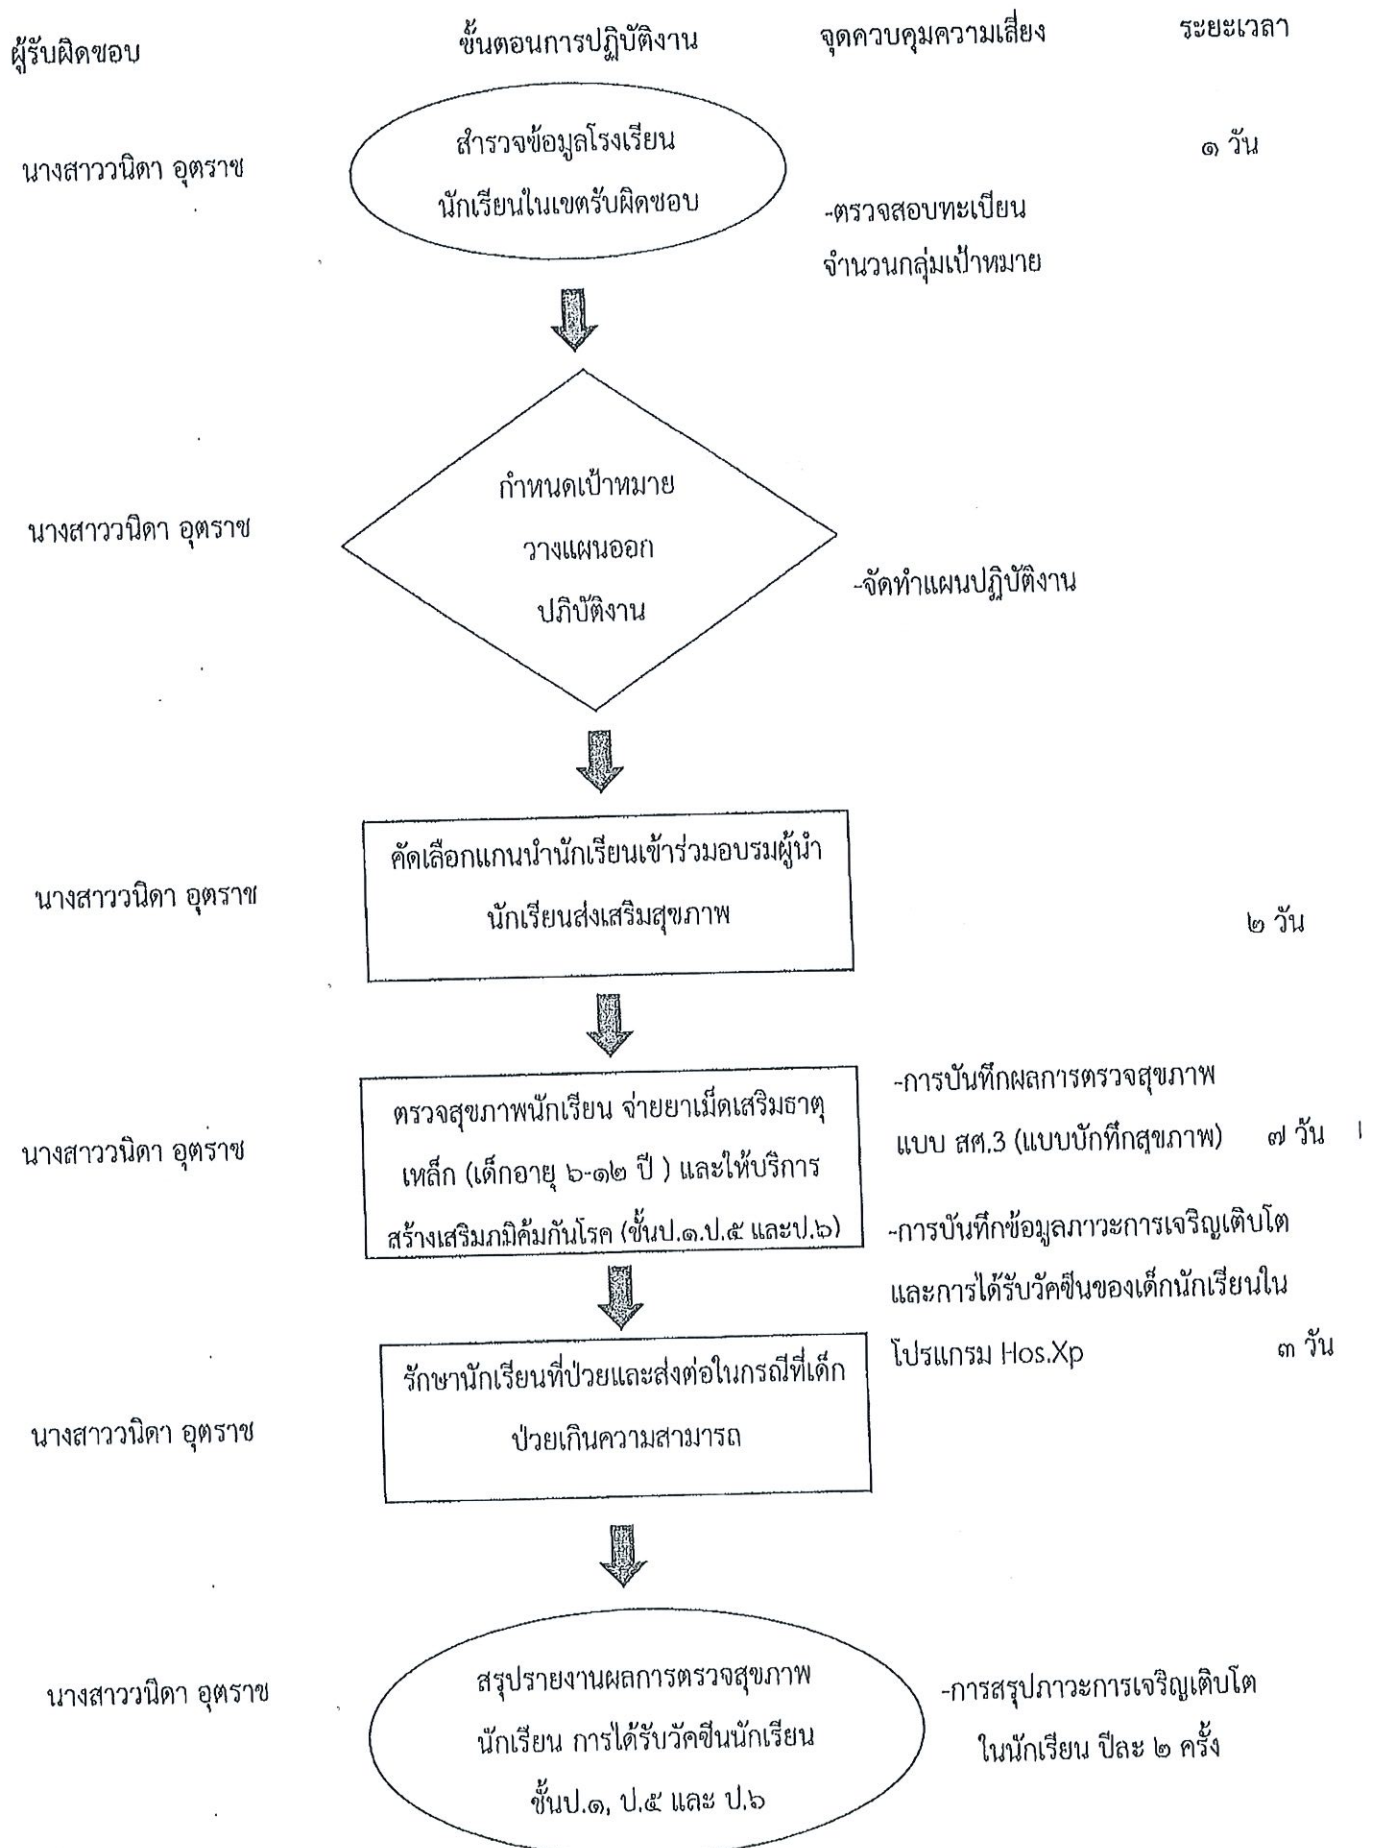 ผู้รับผิดชอบ ขั้นตอนการปฏิบัติงาน จุดควบคุมความเสี่ยง ระยะเวลา
นางสาววนิดา อุตราช
สำรวจข้อมูลโรงเรียน
นักเรียนในเขตรับผิดชอบ
๑ วัน
-ตรวจสอบทะเบียน
จำนวนกลุ่มเป้าหมาย
นางสาววนิดา อุตราช
กำหนดเป้าหมาย
วางแผนออก
ปภิบัติงาน
-จัดทำแผนปฏิบัติงาน
นางสาววนิดา อุตราช
คัดเลือกแกนนำนักเรียนเข้าร่วมอบรมผู้นำ
นักเรียนส่งเสริมสุขภาพ
๒ วัน
นางสาววนิดา อุตราช
ตรวจสุขภาพนักเรียน จ่ายยาเม็ดเสริมธาตุ
เหล็ก (เด็กอายุ ๖-๑๒ ปี ) และให้บริการ
สร้างเสริมภูมิคุ้มกันโรค (ชั้นป.๑.ป.๕ และป.๖)
-การบันทึกผลการตรวจสุขภาพ
แบบ สศ.3 (แบบบักทึกสุขภาพ) ๗ วัน
-การบันทึกข้อมูลภาวะการเจริญเติบโต
และการได้รับวัคซีนของเด็กนักเรียนใน
โปรแกรม Hos.Xp ๓ วัน
นางสาววนิดา อุตราช
รักษานักเรียนที่ป่วยและส่งต่อในกรณีที่เด็ก
ป่วยเกินความสามารถ
นางสาววนิดา อุตราช
สรุปรายงานผลการตรวจสุขภาพ
นักเรียน การได้รับวัคซีนนักเรียน
ชั้นป.๑, ป.๕ และ ป.๖
-การสรุปภาวะการเจริญเติบโต
ในนักเรียน ปีละ ๒ ครั้ง